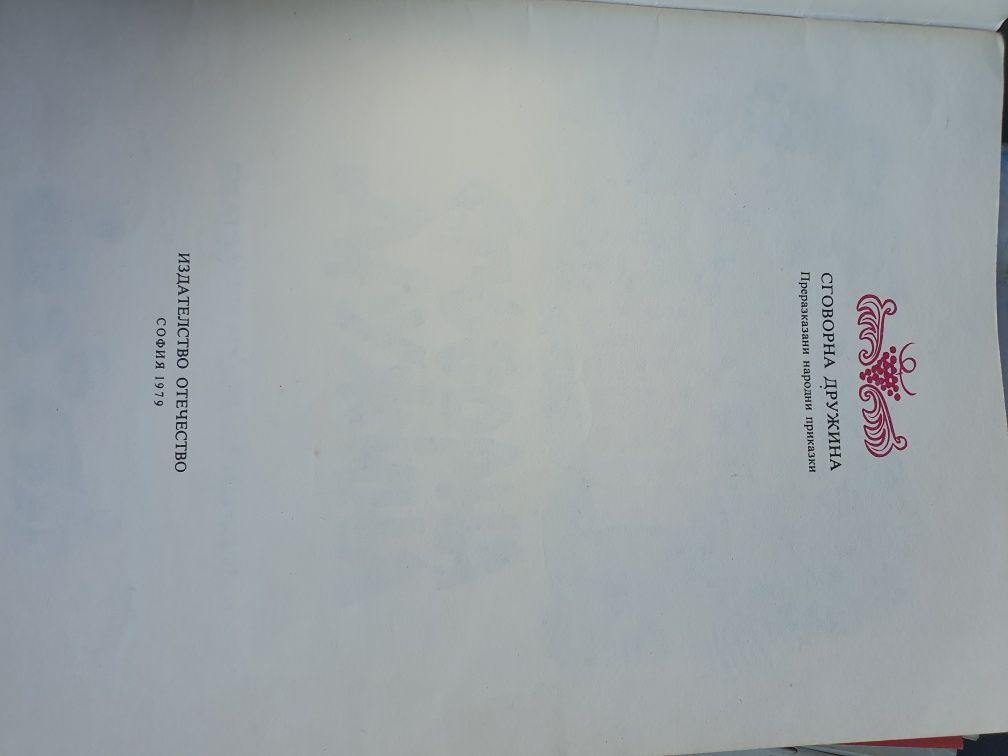 СГОВОРНА ДРУЖИНА
Преразказани народни приказки
ИЗДАТЕЛСТВО ОТЕЧЕСТВО
СОФИЯ 1979